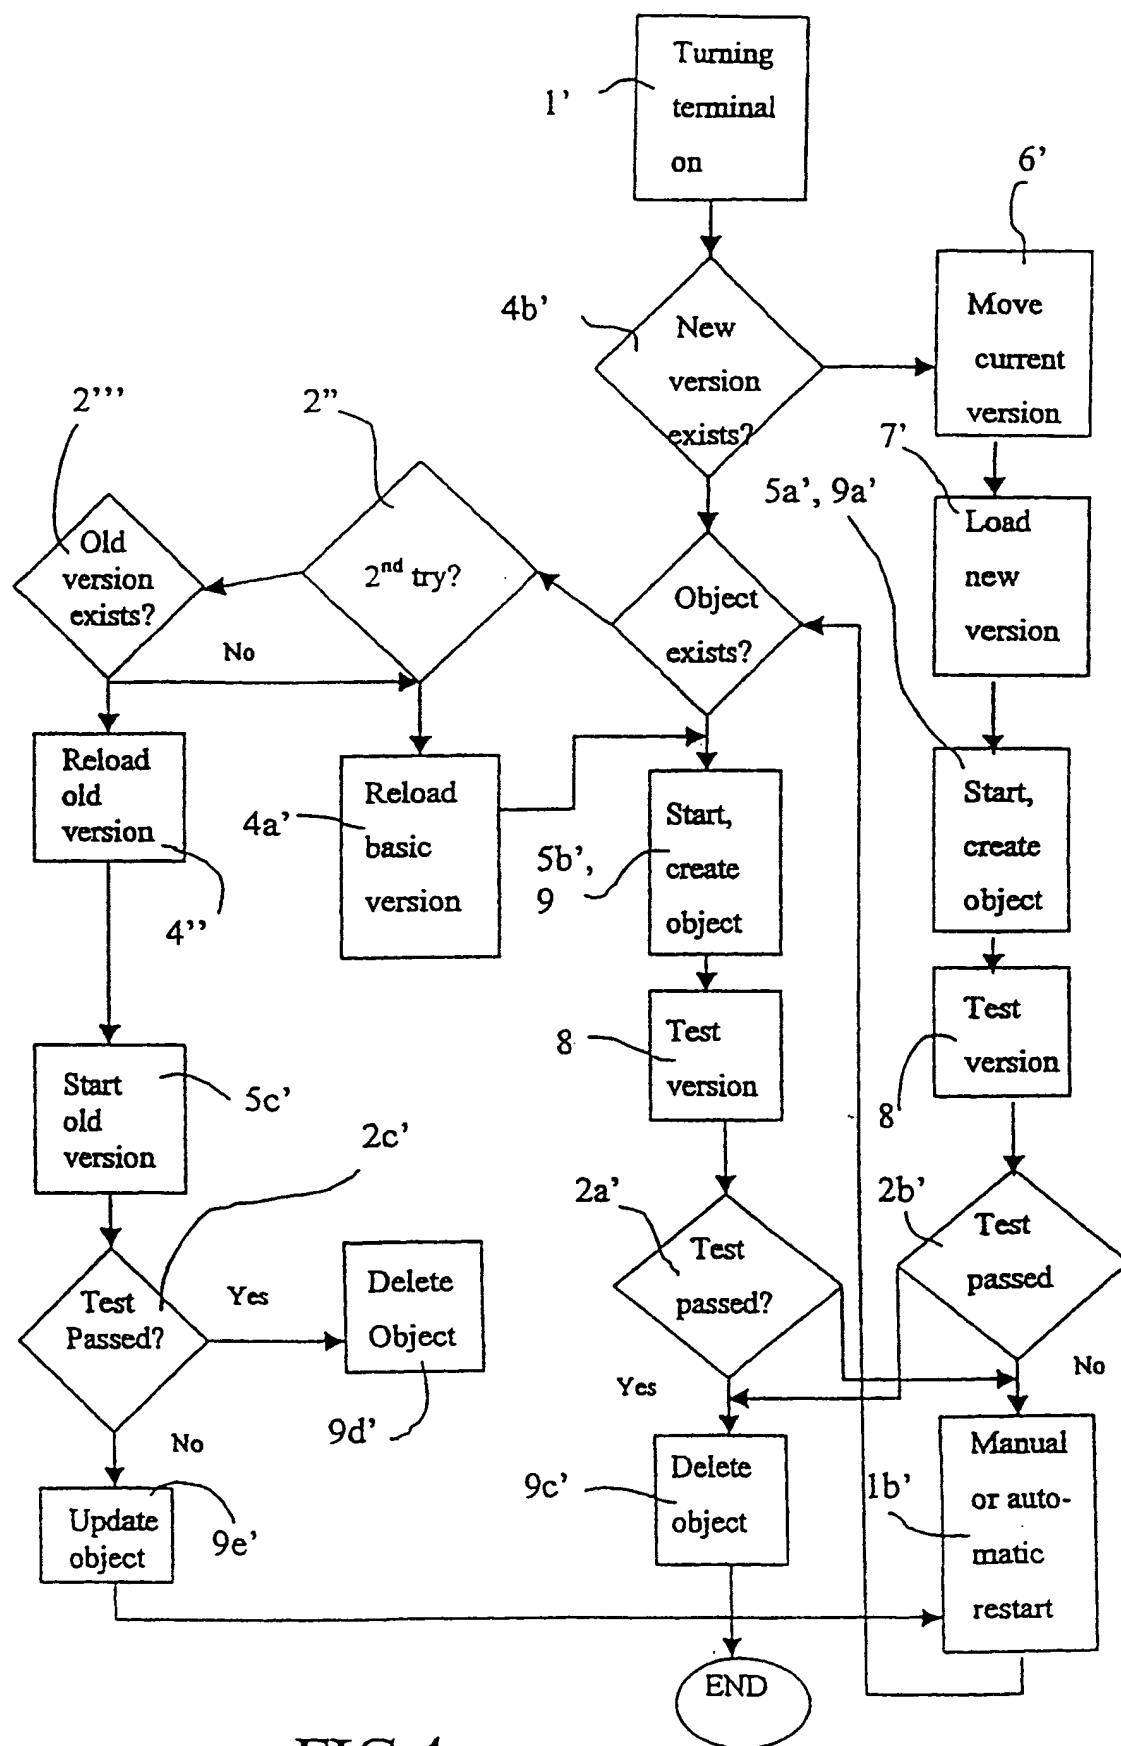 Turning
terminal
on
1’
6’
4b’
New
version
exists?
Move
current
version
2’’’
2’’
7’
5a’, 9a’
Load
new
version
Old
version
exists?
2nd try?
Object
exists?
No
Reload
old
version
4’’
Reload
basic
version
4a’
Start,
create
object
5b’,
9
Start,
create
object
Test
version
8
Test
version
8
Start
old
version
5c’
2c’
2a’
2b’
Test
passed?
Test
passed
Test
Passed?
Yes
Delete
Object
9d’
Yes
No
No
Update
object
9e’
Delete
object
9c’
1b’
Manual
or auto-
matic
restart
END